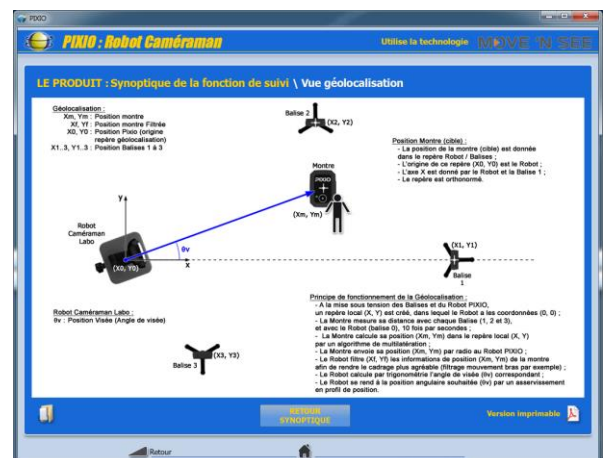 PIXIO
PIXIO : Robot Caméraman
Utilise la technologie MOVE 'N SEE
LE PRODUIT : Synoptique de la fonction de suivi \ Vue géolocalisation
Géolocalisation :
Xm, Ym : Position montre
Xf, Yf : Position montre Filtrée
X0, Y0 : Position Pixio (origine
repère géolocalisation)
X1..3, Y1..3 : Position Balises 1 à 3
Balise 2
(X2, Y2)
Position Montre (cible) :
- La position de la montre (cible) est donnée
dans le repère Robot / Balises ;
- L'origine de ce repère (X0, Y0) est le Robot ;
- L'axe X est donné par le Robot et la Balise 1 ;
- Le repère est orthonormé.
Montre
PIXIO
(Xm, Ym)
Y
Robot
Caméraman
Labo
θv
(X0, Y0)
X
(X1, Y1)
Balise
1
Robot Caméraman Labo :
θv : Position Visée (Angle de visée)
(X3, Y3)
Balise 3
Principe de fonctionnement de la Géolocalisation :
- A la mise sous tension des Balises et du Robot PIXIO,
un repère local (X, Y) est créé, dans lequel le Robot a les coordonnées (0, 0) ;
- La Montre mesure sa distance avec chaque Balise (1, 2 et 3),
et avec le Robot (balise 0), 10 fois par secondes ;
- La Montre calcule sa position (Xm, Ym) dans le repère local (X, Y)
par un algorithme de multilatération ;
- La Montre envoie sa position (Xm, Ym) par radio au Robot PIXIO ;
- Le Robot filtre (Xf, Yf) les informations de position (Xm, Ym) de la montre
afin de rendre le cadrage plus agréable (filtrage mouvement bras par exemple) ;
- Le Robot calcule par trigonométrie l'angle de visée (θv) correspondant ;
- Le Robot se rend à la position angulaire souhaitée (θv) par un asservissement
en profil de position.
RETOUR
SYNOPTIQUE
Version imprimable
Retour